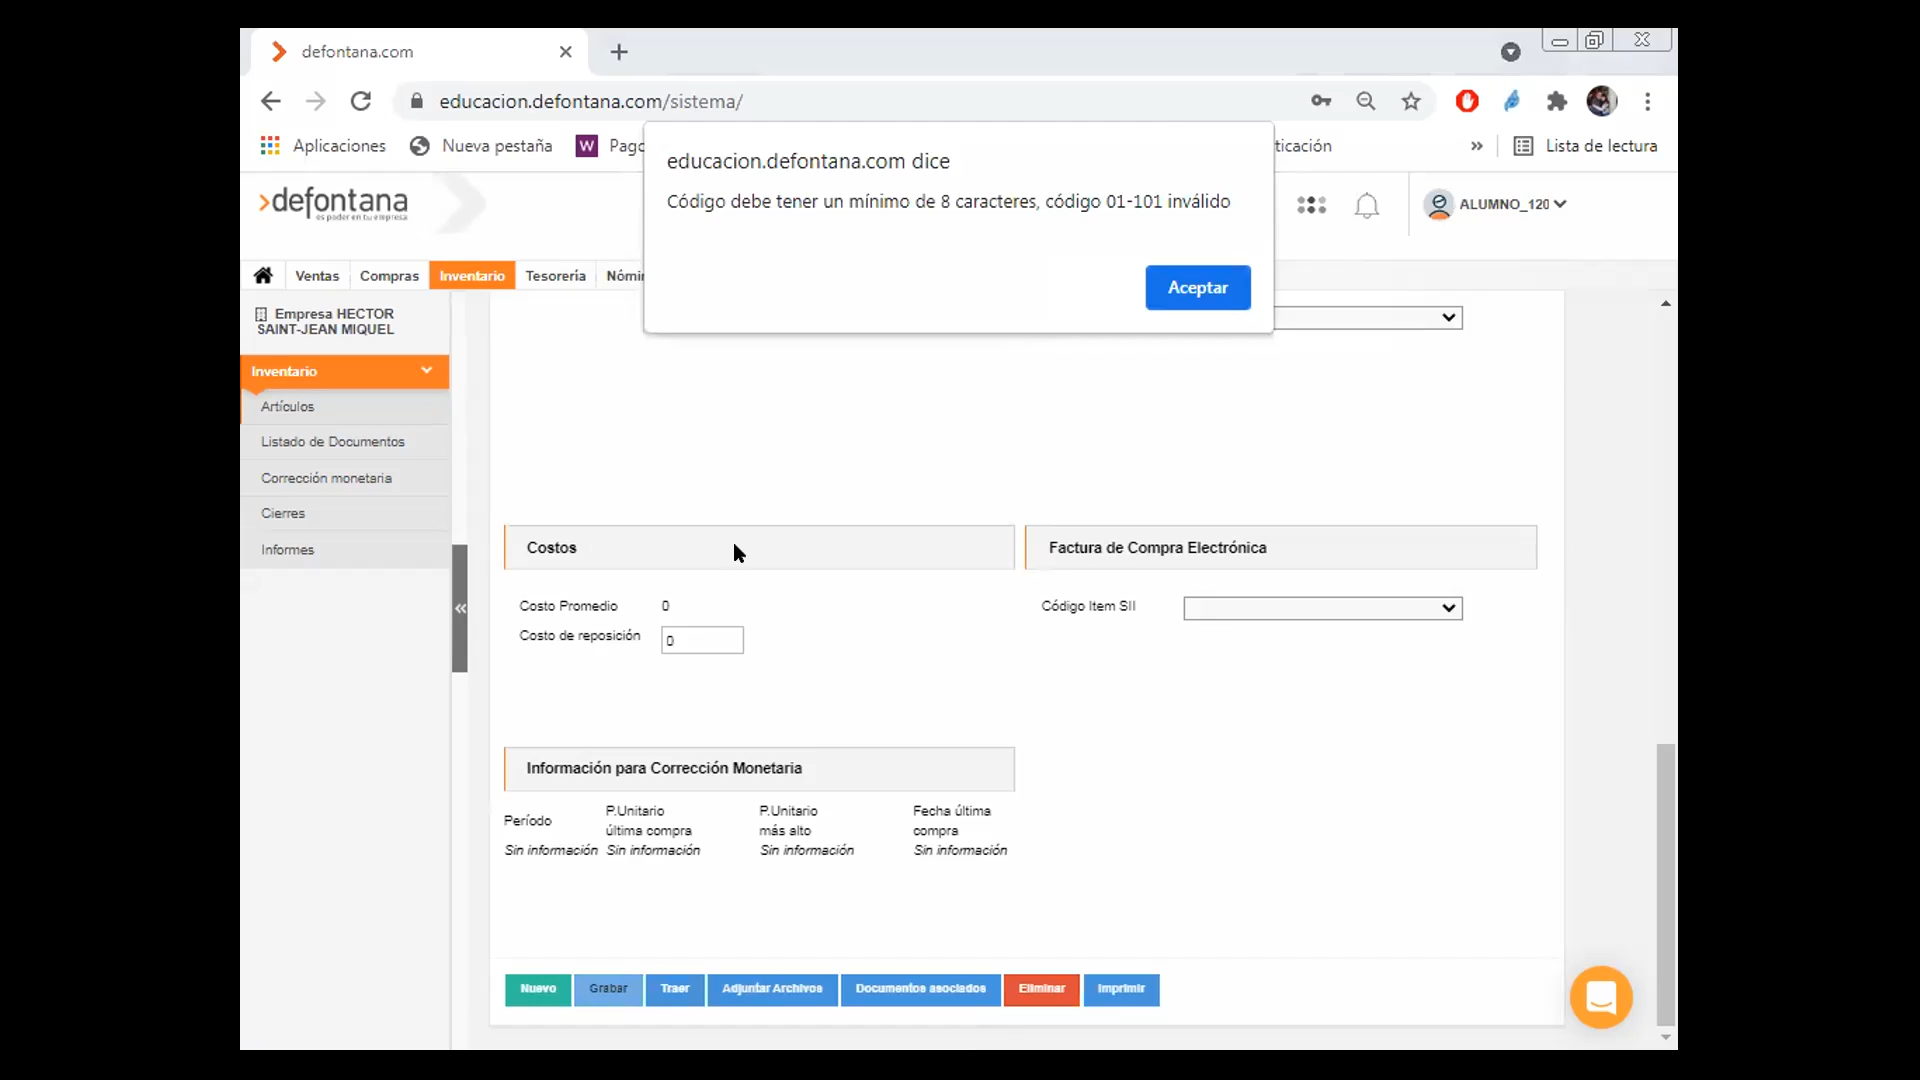 defontana.com
educacion.defontana.com/sistema/
Aplicaciones
Nueva pestaña
W
Pago
ticación
»
Lista de lectura
educacion.defontana.com dice
Código debe tener un mínimo de 8 caracteres, código 01-101 inválido
Aceptar
defontana
es poder en tu empresa
ALUMNO_120
Ventas
Compras
Inventario
Tesorería
Nómi
Empresa HECTOR
SAINT-JEAN MIQUEL
Inventario
Artículos
Listado de Documentos
Corrección monetaria
Cierres
Informes
«
Costos
Factura de Compra Electrónica
Costo Promedio 0
Código Item SII
Costo de reposición 0
Información para Corrección Monetaria
Período
P.Unitario
última compra
P.Unitario
más alto
Fecha última
compra
Sin información Sin información Sin información Sin información
Nuevo
Grabar
Traer
Adjuntar Archivos
Documentos asociados
Eliminar
Imprimir